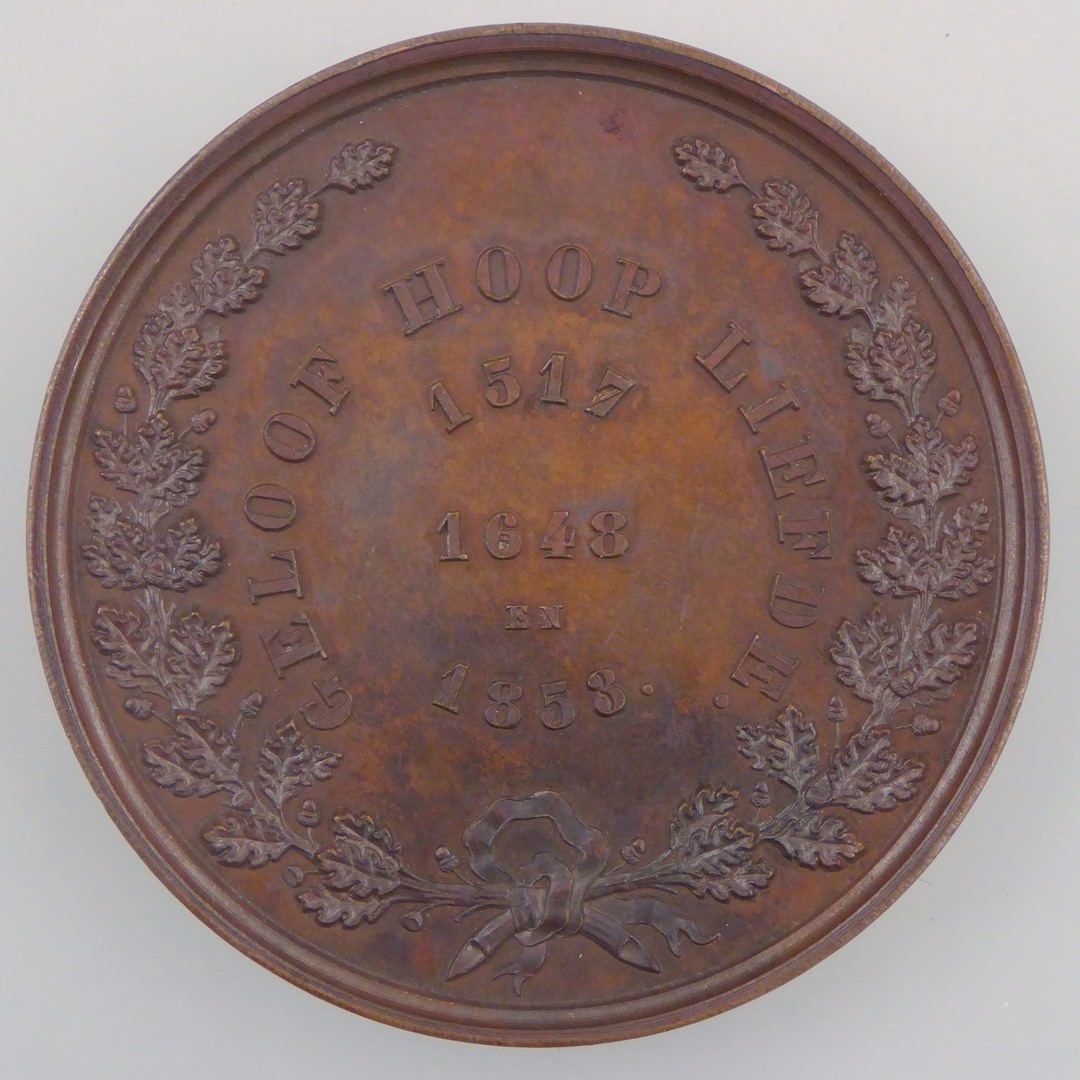 GELOOF HOOP LIEFDE.
1517
1648
EN
1853.